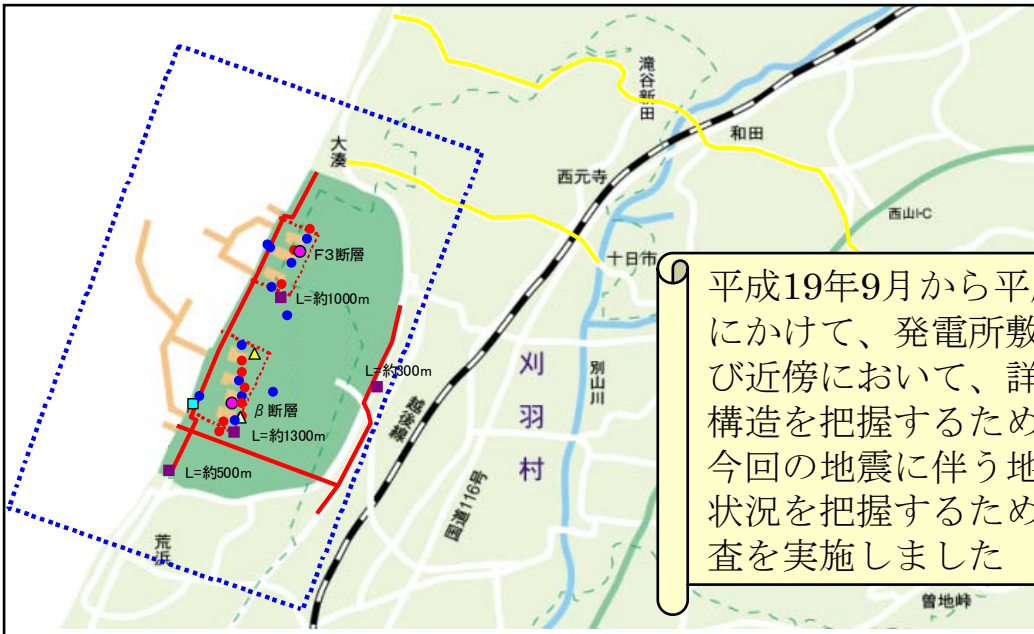 滝谷新田
和田
大湊
西元寺
西山I-C
十日市
F3断層
L=約1000m
平成19年9月から平
にかけて、発電所敷
び近傍において、詳
構造を把握するため
今回の地震に伴う地
状況を把握するため
査を実施しました
刈羽村
別山川
L=約300m
越後線
β断層
L=約1300m
L=約500m
国道116号
荒浜
曽地峠